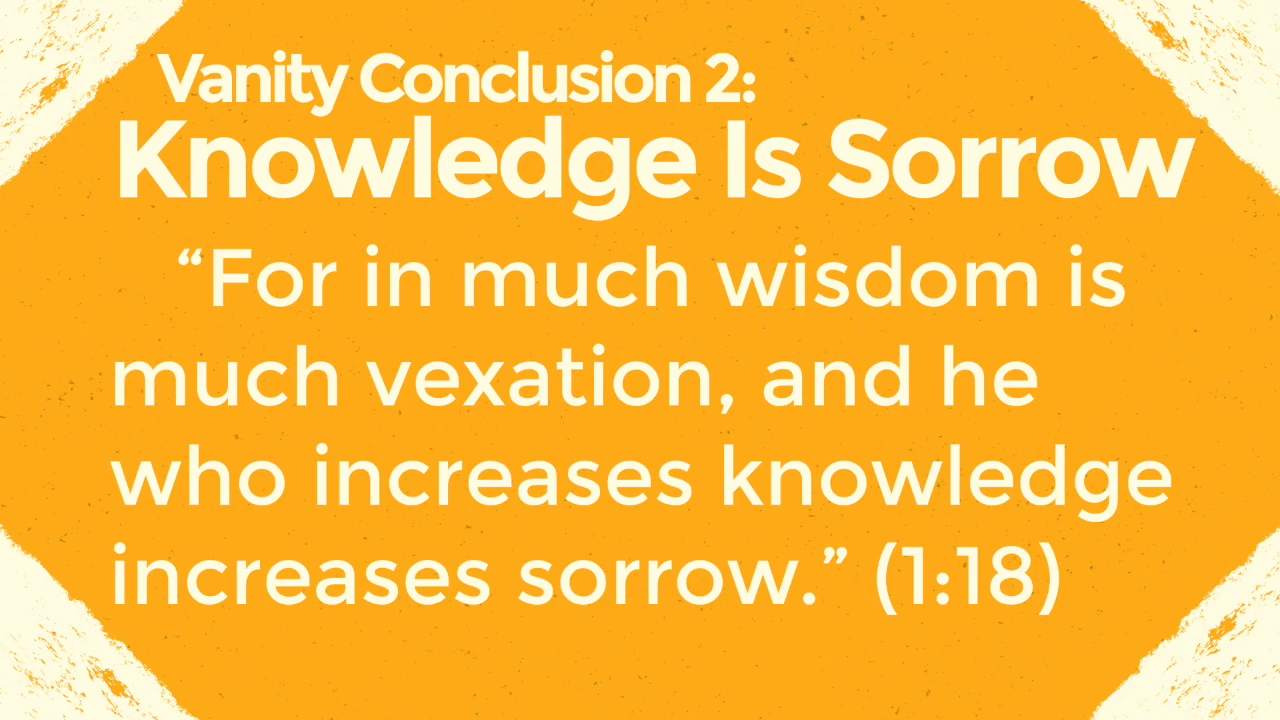 Vanity Conclusion 2:
Knowledge Is Sorrow
“For in much wisdom is
much vexation, and he
who increases knowledge
increases sorrow.” (1:18)